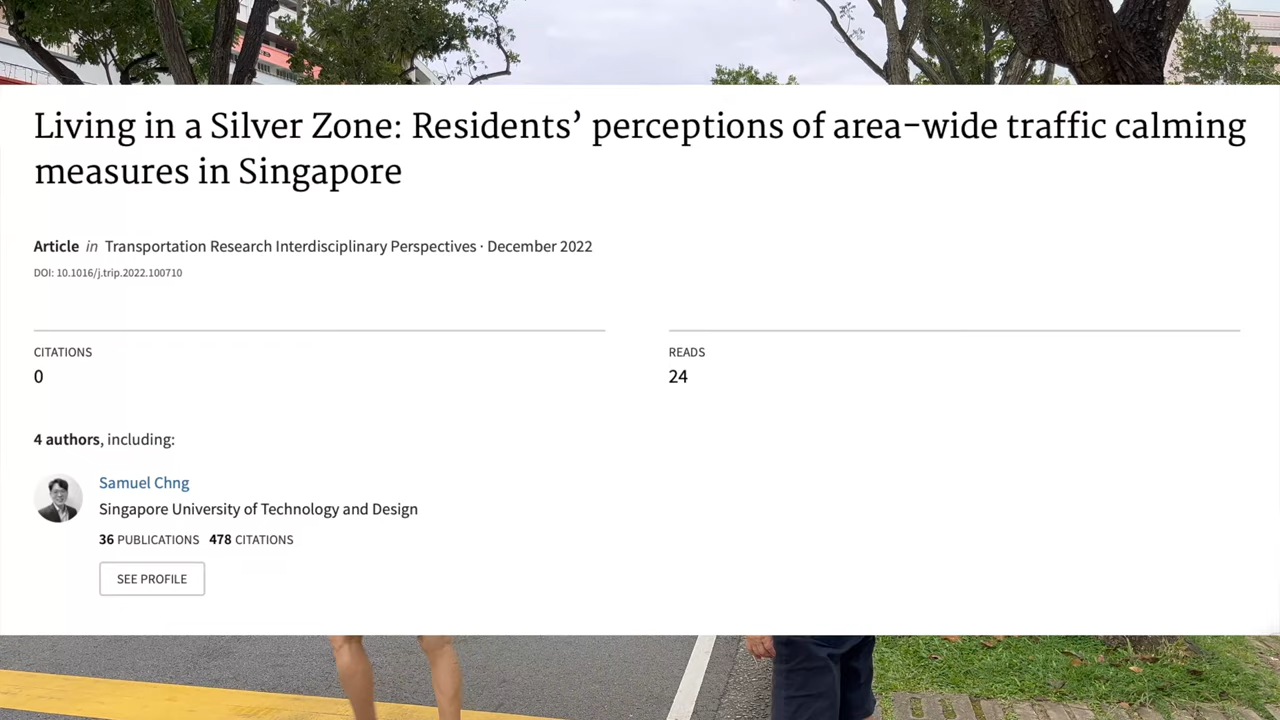 Living in a Silver Zone: Residents’ perceptions of area-wide traffic calming
measures in Singapore
Article in Transportation Research Interdisciplinary Perspectives · December 2022
DOI: 10.1016/j.trip.2022.100710
CITATIONS
0
READS
24
4 authors, including:
Samuel Chng
Singapore University of Technology and Design
36 PUBLICATIONS 478 CITATIONS
SEE PROFILE